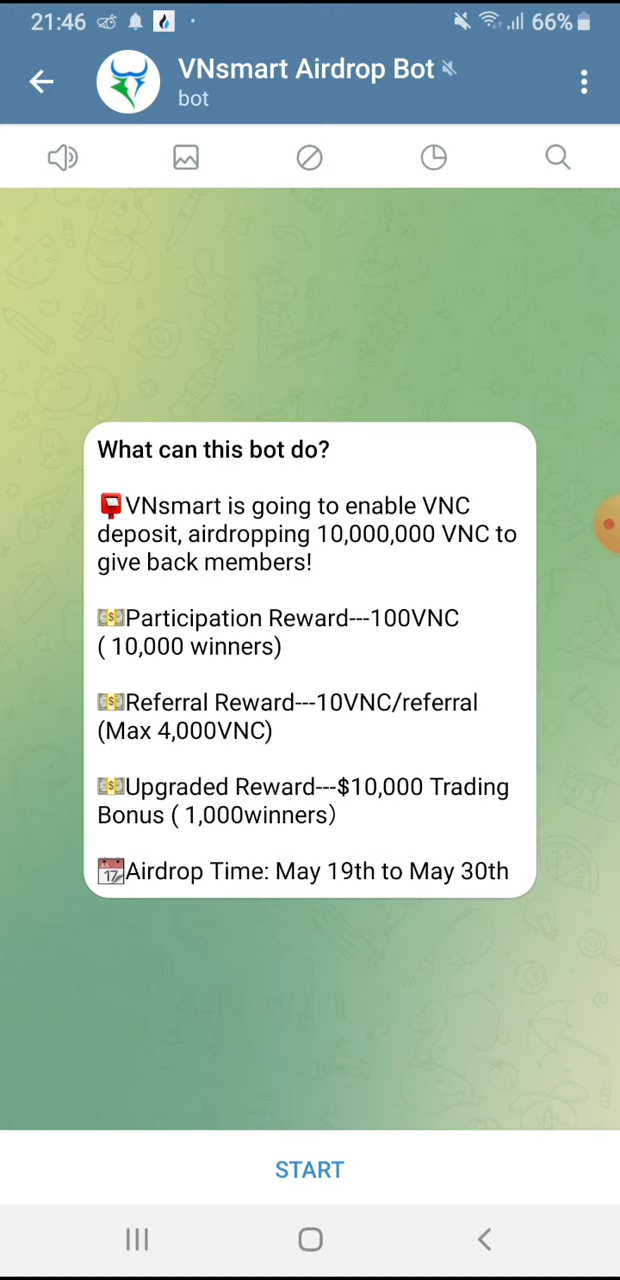 21:46
66%
VNsmart Airdrop Bot
bot
What can this bot do?
VNsmart is going to enable VNC
deposit, airdropping 10,000,000 VNC to
give back members!
Participation Reward---100VNC
( 10,000 winners)
Referral Reward---10VNC/referral
(Max 4,000VNC)
Upgraded Reward---$10,000 Trading
Bonus ( 1,000winners）
17
Airdrop Time: May 19th to May 30th
START